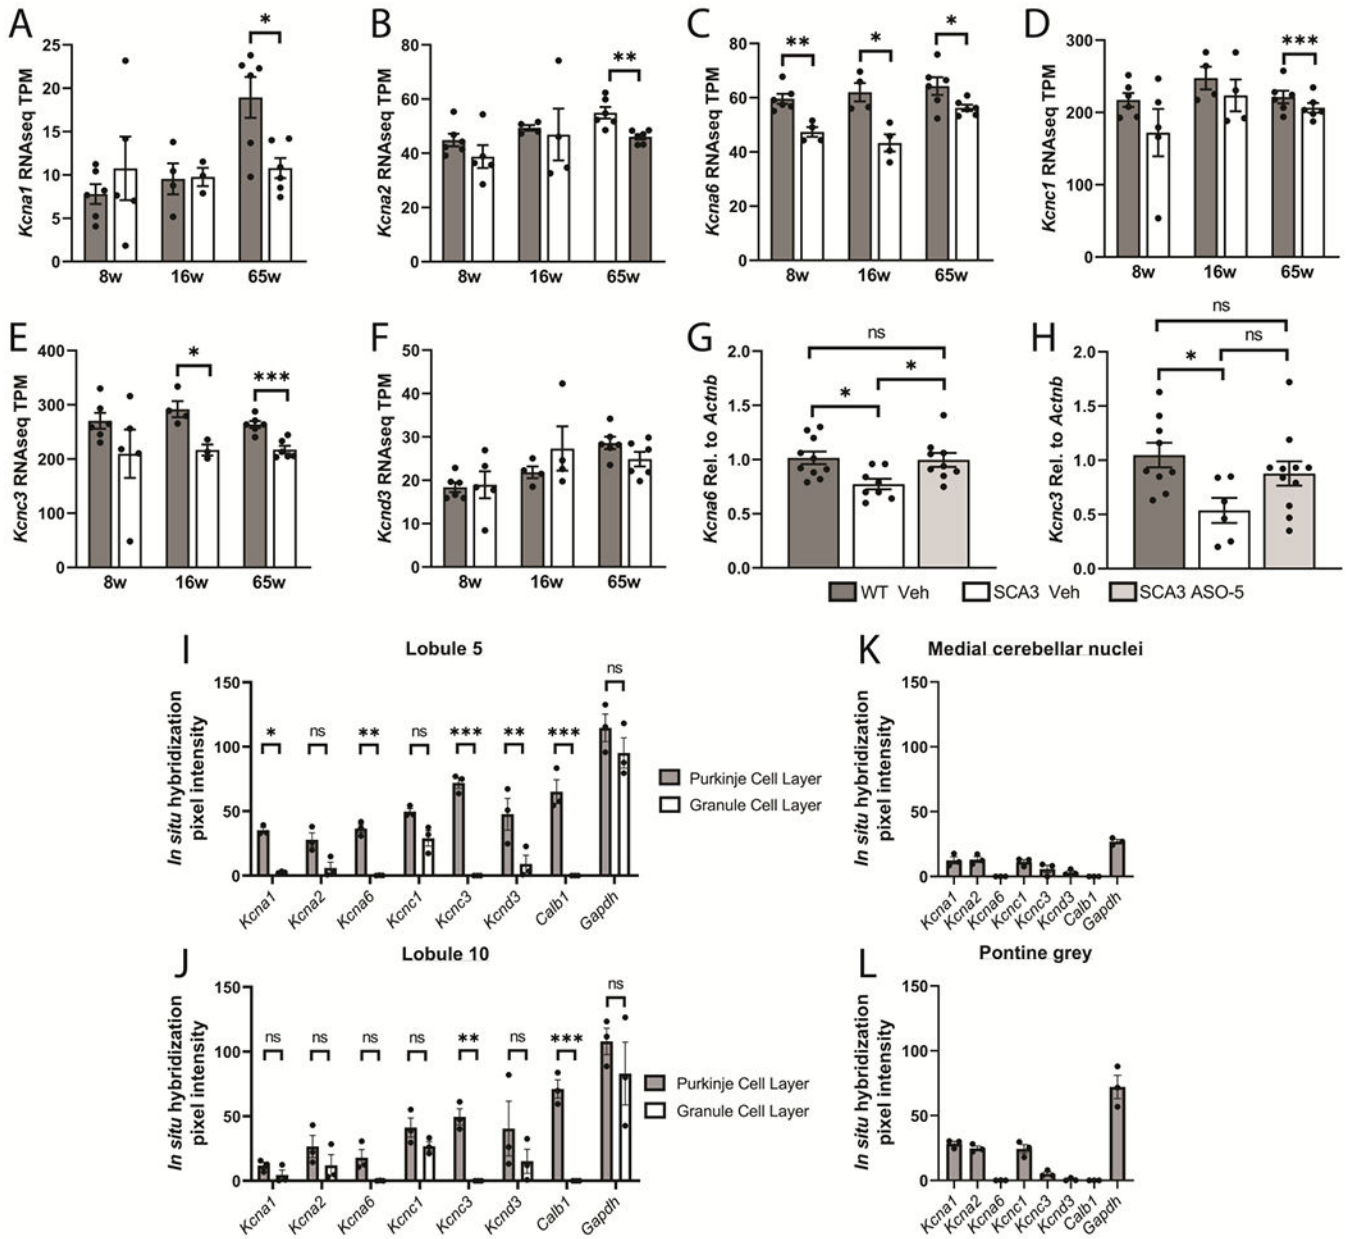 A
Kcna1 RNAseq TPM
25
20
15
10
5
0
*
8w 16w 65w
B
Kcna2 RNAseq TPM
80
60
40
20
0
**
8w 16w 65w
C
Kcna6 RNAseq TPM
80
60
40
20
0
** * *
8w 16w 65w
D
Kcnc1 RNAseq TPM
300
200
100
0
***
8w 16w 65w
E
Kcnc3 RNAseq TPM
400
300
200
100
0
* ***
8w 16w 65w
F
Kcnd3 RNAseq TPM
50
40
30
20
10
0
8w 16w 65w
G
Kcna6 Rel. to Actnb
2.0
1.5
1.0
0.5
0.0
ns
* *
H
Kcnc3 Rel. to Actnb
2.0
1.5
1.0
0.5
0.0
ns
* ns
WT Veh SCA3 Veh SCA3 ASO-5
I
Lobule 5
In situ hybridization
pixel intensity
150
100
50
0
* ns ** ns *** ** *** ns
Kcna1 Kcna2 Kcna6 Kcnc1 Kcnc3 Kcnd3 Calb1 Gapdh
Purkinje Cell Layer
Granule Cell Layer
K
Medial cerebellar nuclei
In situ hybridization
pixel intensity
150
100
50
0
Kcna1 Kcna2 Kcna6 Kcnc1 Kcnc3 Kcnd3 Calb1 Gapdh
J
Lobule 10
In situ hybridization
pixel intensity
150
100
50
0
ns ns ns ns ** ns *** ns
Kcna1 Kcna2 Kcna6 Kcnc1 Kcnc3 Kcnd3 Calb1 Gapdh
Purkinje Cell Layer
Granule Cell Layer
L
Pontine grey
In situ hybridization
pixel intensity
150
100
50
0
Kcna1 Kcna2 Kcna6 Kcnc1 Kcnc3 Kcnd3 Calb1 Gapdh